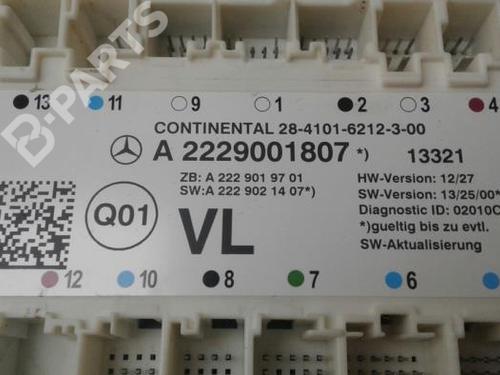 B-PARTS
13 11 9 1 2 3 4
CONTINENTAL 28-4101-6212-3-00
A 2229001807 *) 13321
ZB: A 222 901 97 01 HW-Version: 12/27
SW:A 222 902 14 07*) SW-Version: 13/25/00*
Q01 VL Diagnostic ID: 02010C
*)gueltig bis zu evtl.
SW-Aktualisierung
12 10 8 7 6